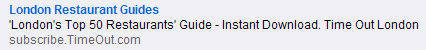 London Restaurant Guides
'London's Top 50 Restaurants' Guide - Instant Download. Time Out London
subscribe.TimeOut.com